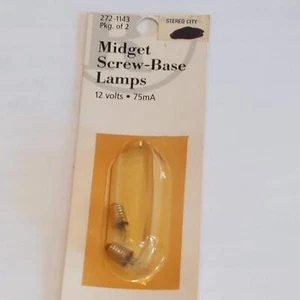 272-1143
Pkg. of 2
STEREO CITY
Midget
Screw-Base
Lamps
12 volts • 75mA